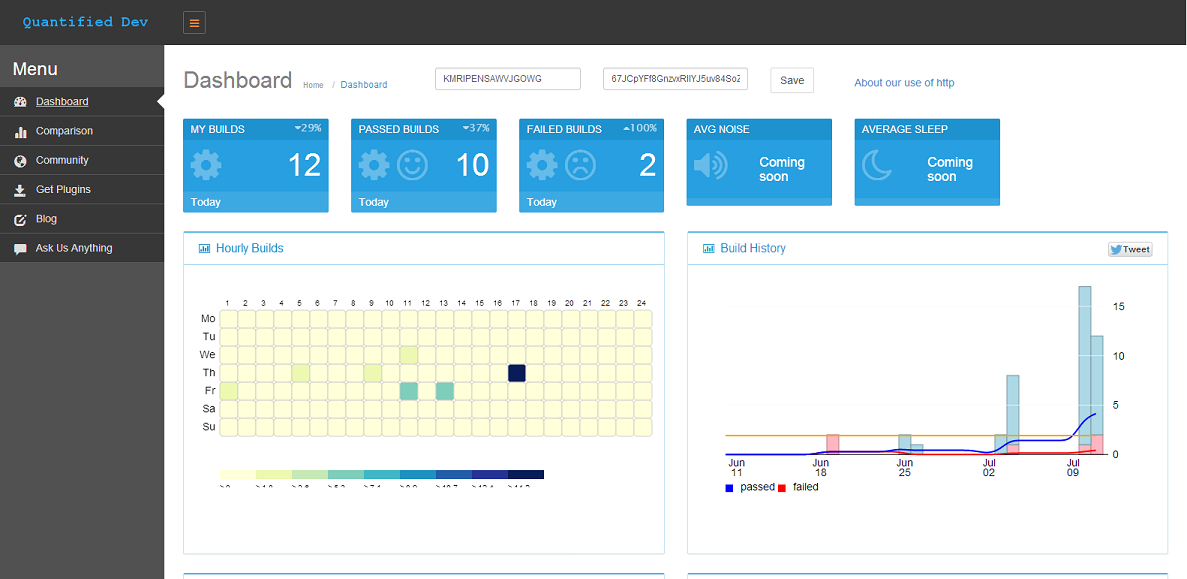 Quantified Dev
Menu
Dashboard
Comparison
Community
Get Plugins
Blog
Ask Us Anything
Dashboard Home / Dashboard
KMRIPENSAWVJGOWG
Save
About our use of http
MY BUILDS 29%
12
Today
PASSED BUILDS 37%
10
Today
FAILED BUILDS 100%
2
Today
AVG NOISE
Coming
soon
AVERAGE SLEEP
Coming
soon
Hourly Builds
1 2 3 4 5 6 7 8 9 10 11 12 13 14 15 16 17 18 19 20 21 22 23 24
Mo
Tu
We
Th
Fr
Sa
Su
Build History
Tweet
15
10
5
0
Jun 11
Jun 18
Jun 25
Jul 02
Jul 09
passed failed